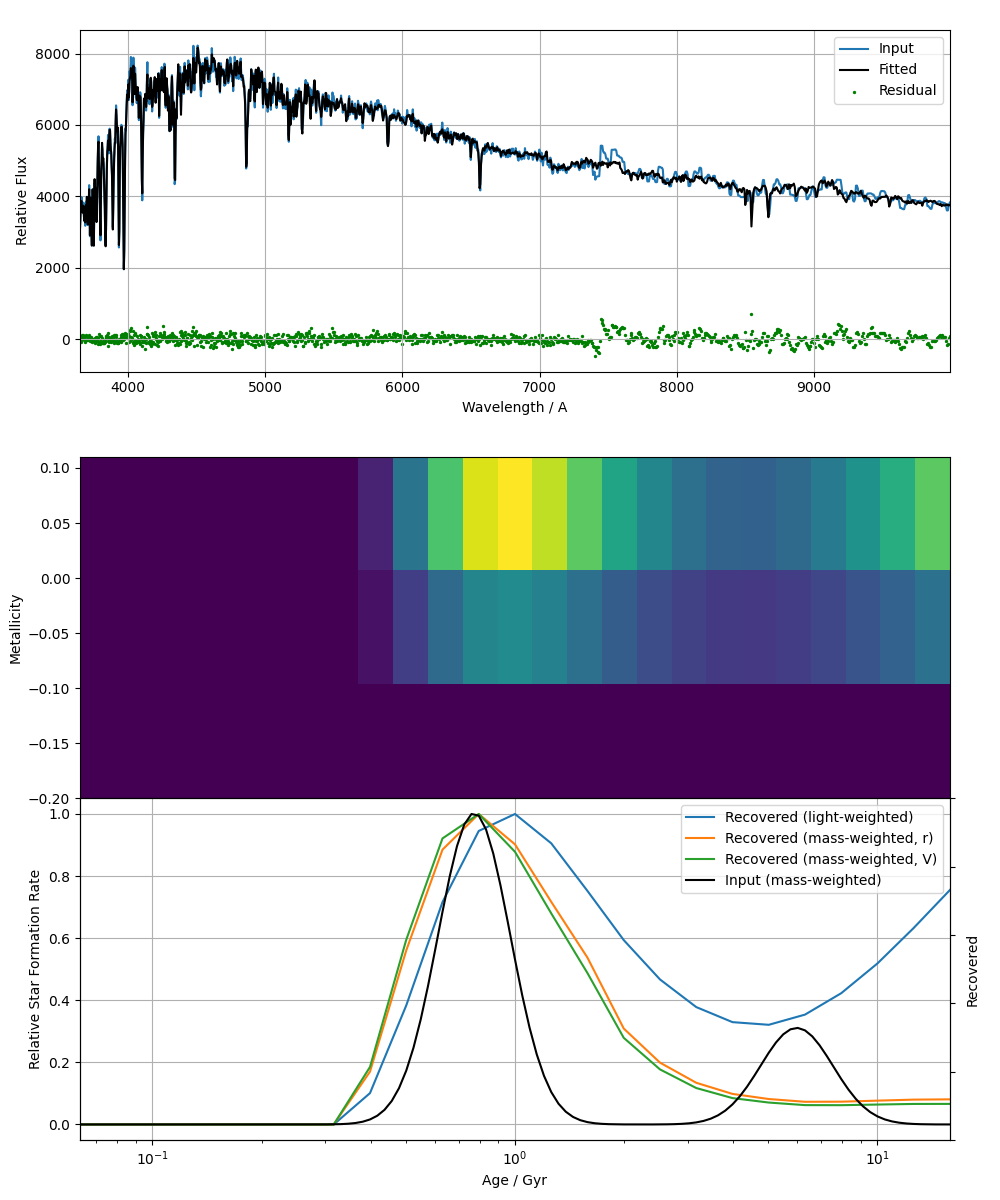 Input
Fitted
Residual
8000
6000
4000
2000
0
Relative Flux
4000 5000 6000 7000 8000 9000
Wavelength / A
0.10
0.05
0.00
−0.05
−0.10
−0.15
−0.20
Metallicity
Recovered (light-weighted)
Recovered (mass-weighted, r)
Recovered (mass-weighted, V)
Input (mass-weighted)
1.0
0.8
0.6
0.4
0.2
0.0
Relative Star Formation Rate
Recovered
10⁻¹ 10⁰ 10¹
Age / Gyr